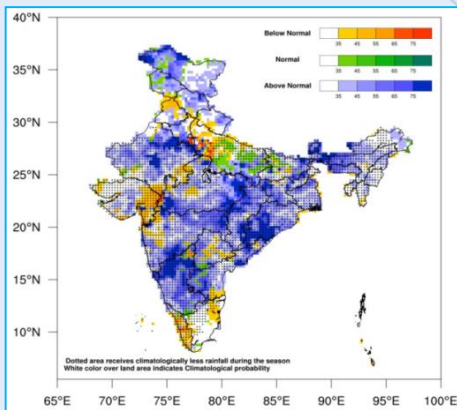 40°N
35°N
30°N
25°N
20°N
15°N
10°N
Below Normal
35 45 55 65 75
Normal
35 45 55 65 75
Above Normal
35 45 55 65 75
Dotted area receives climatologically less rainfall during the season
White color over land area indicates Climatological probability
65°E 70°E 75°E 80°E 85°E 90°E 95°E 100°E